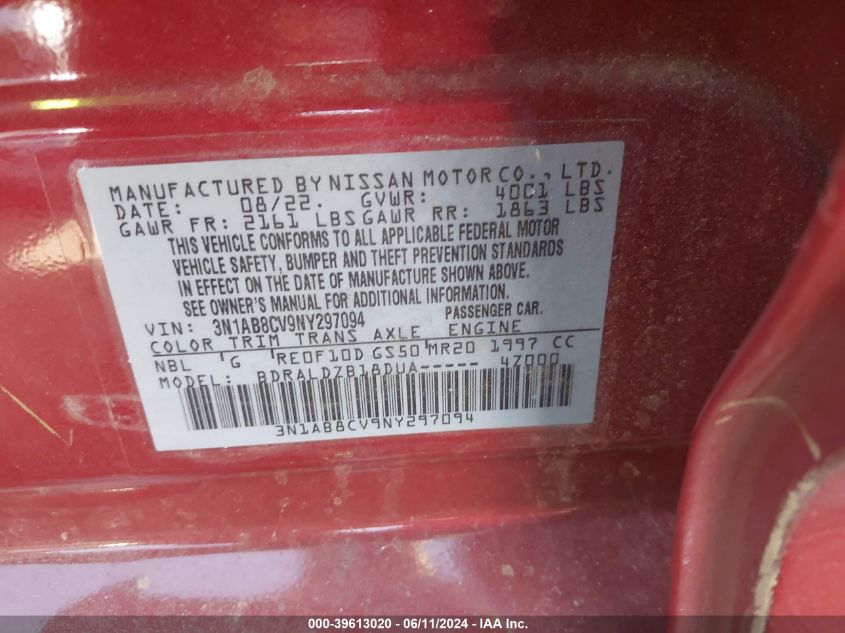 MANUFACTURED BY NISSAN MOTOR CO., LTD.
DATE: 08/22. GVWR: 4001 LBS
GAWR FR: 2161 LBS GAWR RR: 1863 LBS
THIS VEHICLE CONFORMS TO ALL APPLICABLE FEDERAL MOTOR
VEHICLE SAFETY, BUMPER AND THEFT PREVENTION STANDARDS
IN EFFECT ON THE DATE OF MANUFACTURE SHOWN ABOVE.
SEE OWNER'S MANUAL FOR ADDITIONAL INFORMATION.
VIN: 3N1AB8CV9NY297094 PASSENGER CAR.
COLOR TRIM TRANS AXLE ENGINE
NBL G RE0F10D GS50 MR20 1997 CC
MODEL: BDRALDZB18DUA----- 47000
3N1AB8CV9NY297094
000-39613020 - 06/11/2024 - IAA Inc.